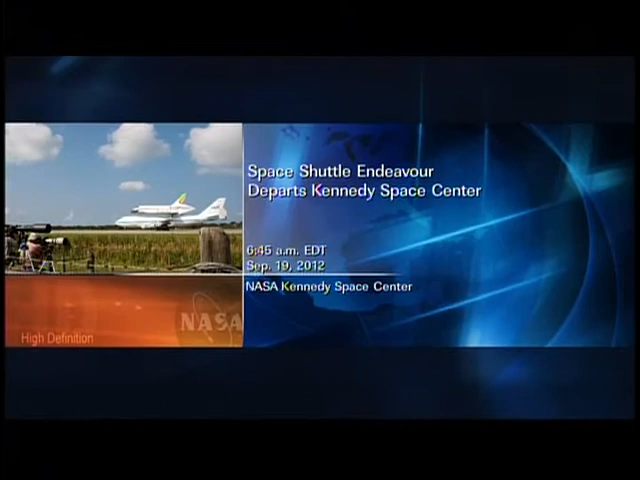 Space Shuttle Endeavour
Departs Kennedy Space Center
6:45 a.m. EDT
Sep. 19, 2012
NASA Kennedy Space Center
NASA
High Definition